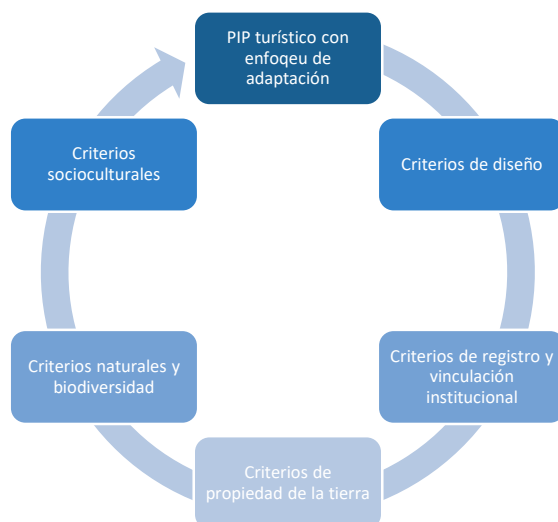 PIP turístico con
enfoqeu de
adaptación
Criterios de diseño
Criterios de registro y
vinculación
institucional
Criterios de
propiedad de la tierra
Criterios naturales y
biodiversidad
Criterios
socioculturales